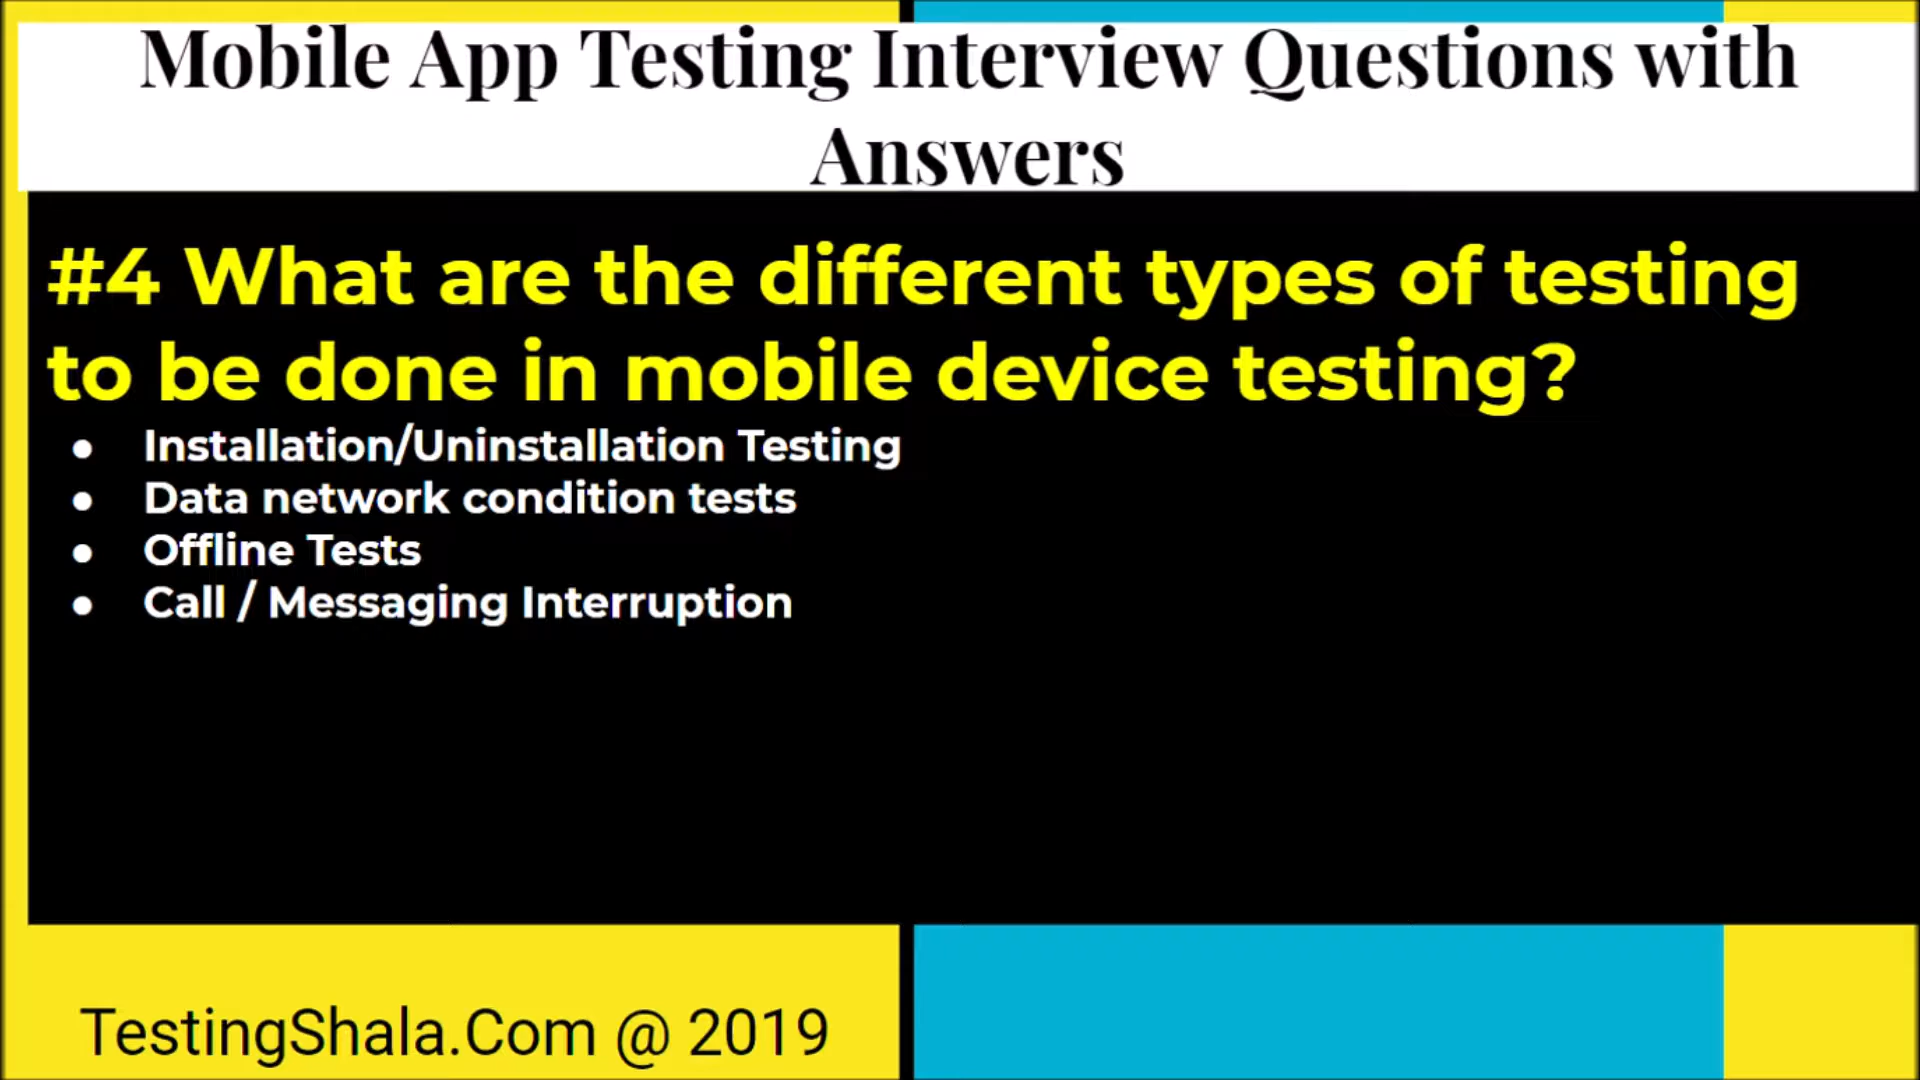 Mobile App Testing Interview Questions with
Answers
#4 What are the different types of testing
to be done in mobile device testing?
● Installation/Uninstallation Testing
● Data network condition tests
● Offline Tests
● Call / Messaging Interruption
TestingShala.Com @ 2019